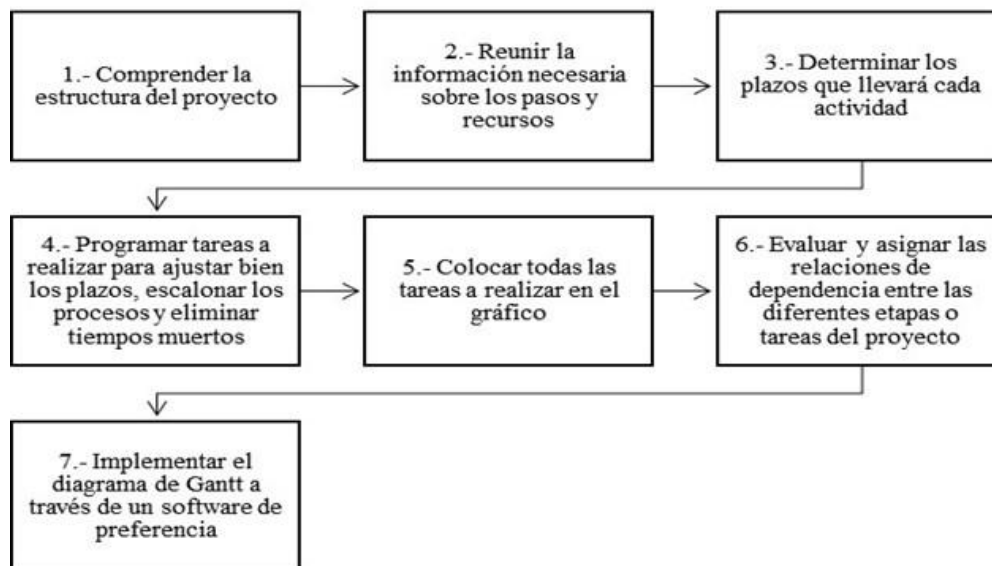 1.- Comprender la
estructura del proyecto
2.- Reunir la
información necesaria
sobre los pasos y
recursos
3.- Determinar los
plazos que llevará cada
actividad
4.- Programar tareas a
realizar para ajustar bien
los plazos, escalonar los
procesos y eliminar
tiempos muertos
5.- Colocar todas las
tareas a realizar en el
gráfico
6.- Evaluar y asignar las
relaciones de
dependencia entre las
diferentes etapas o
tareas del proyecto
7.- Implementar el
diagrama de Gantt a
través de un software de
preferencia